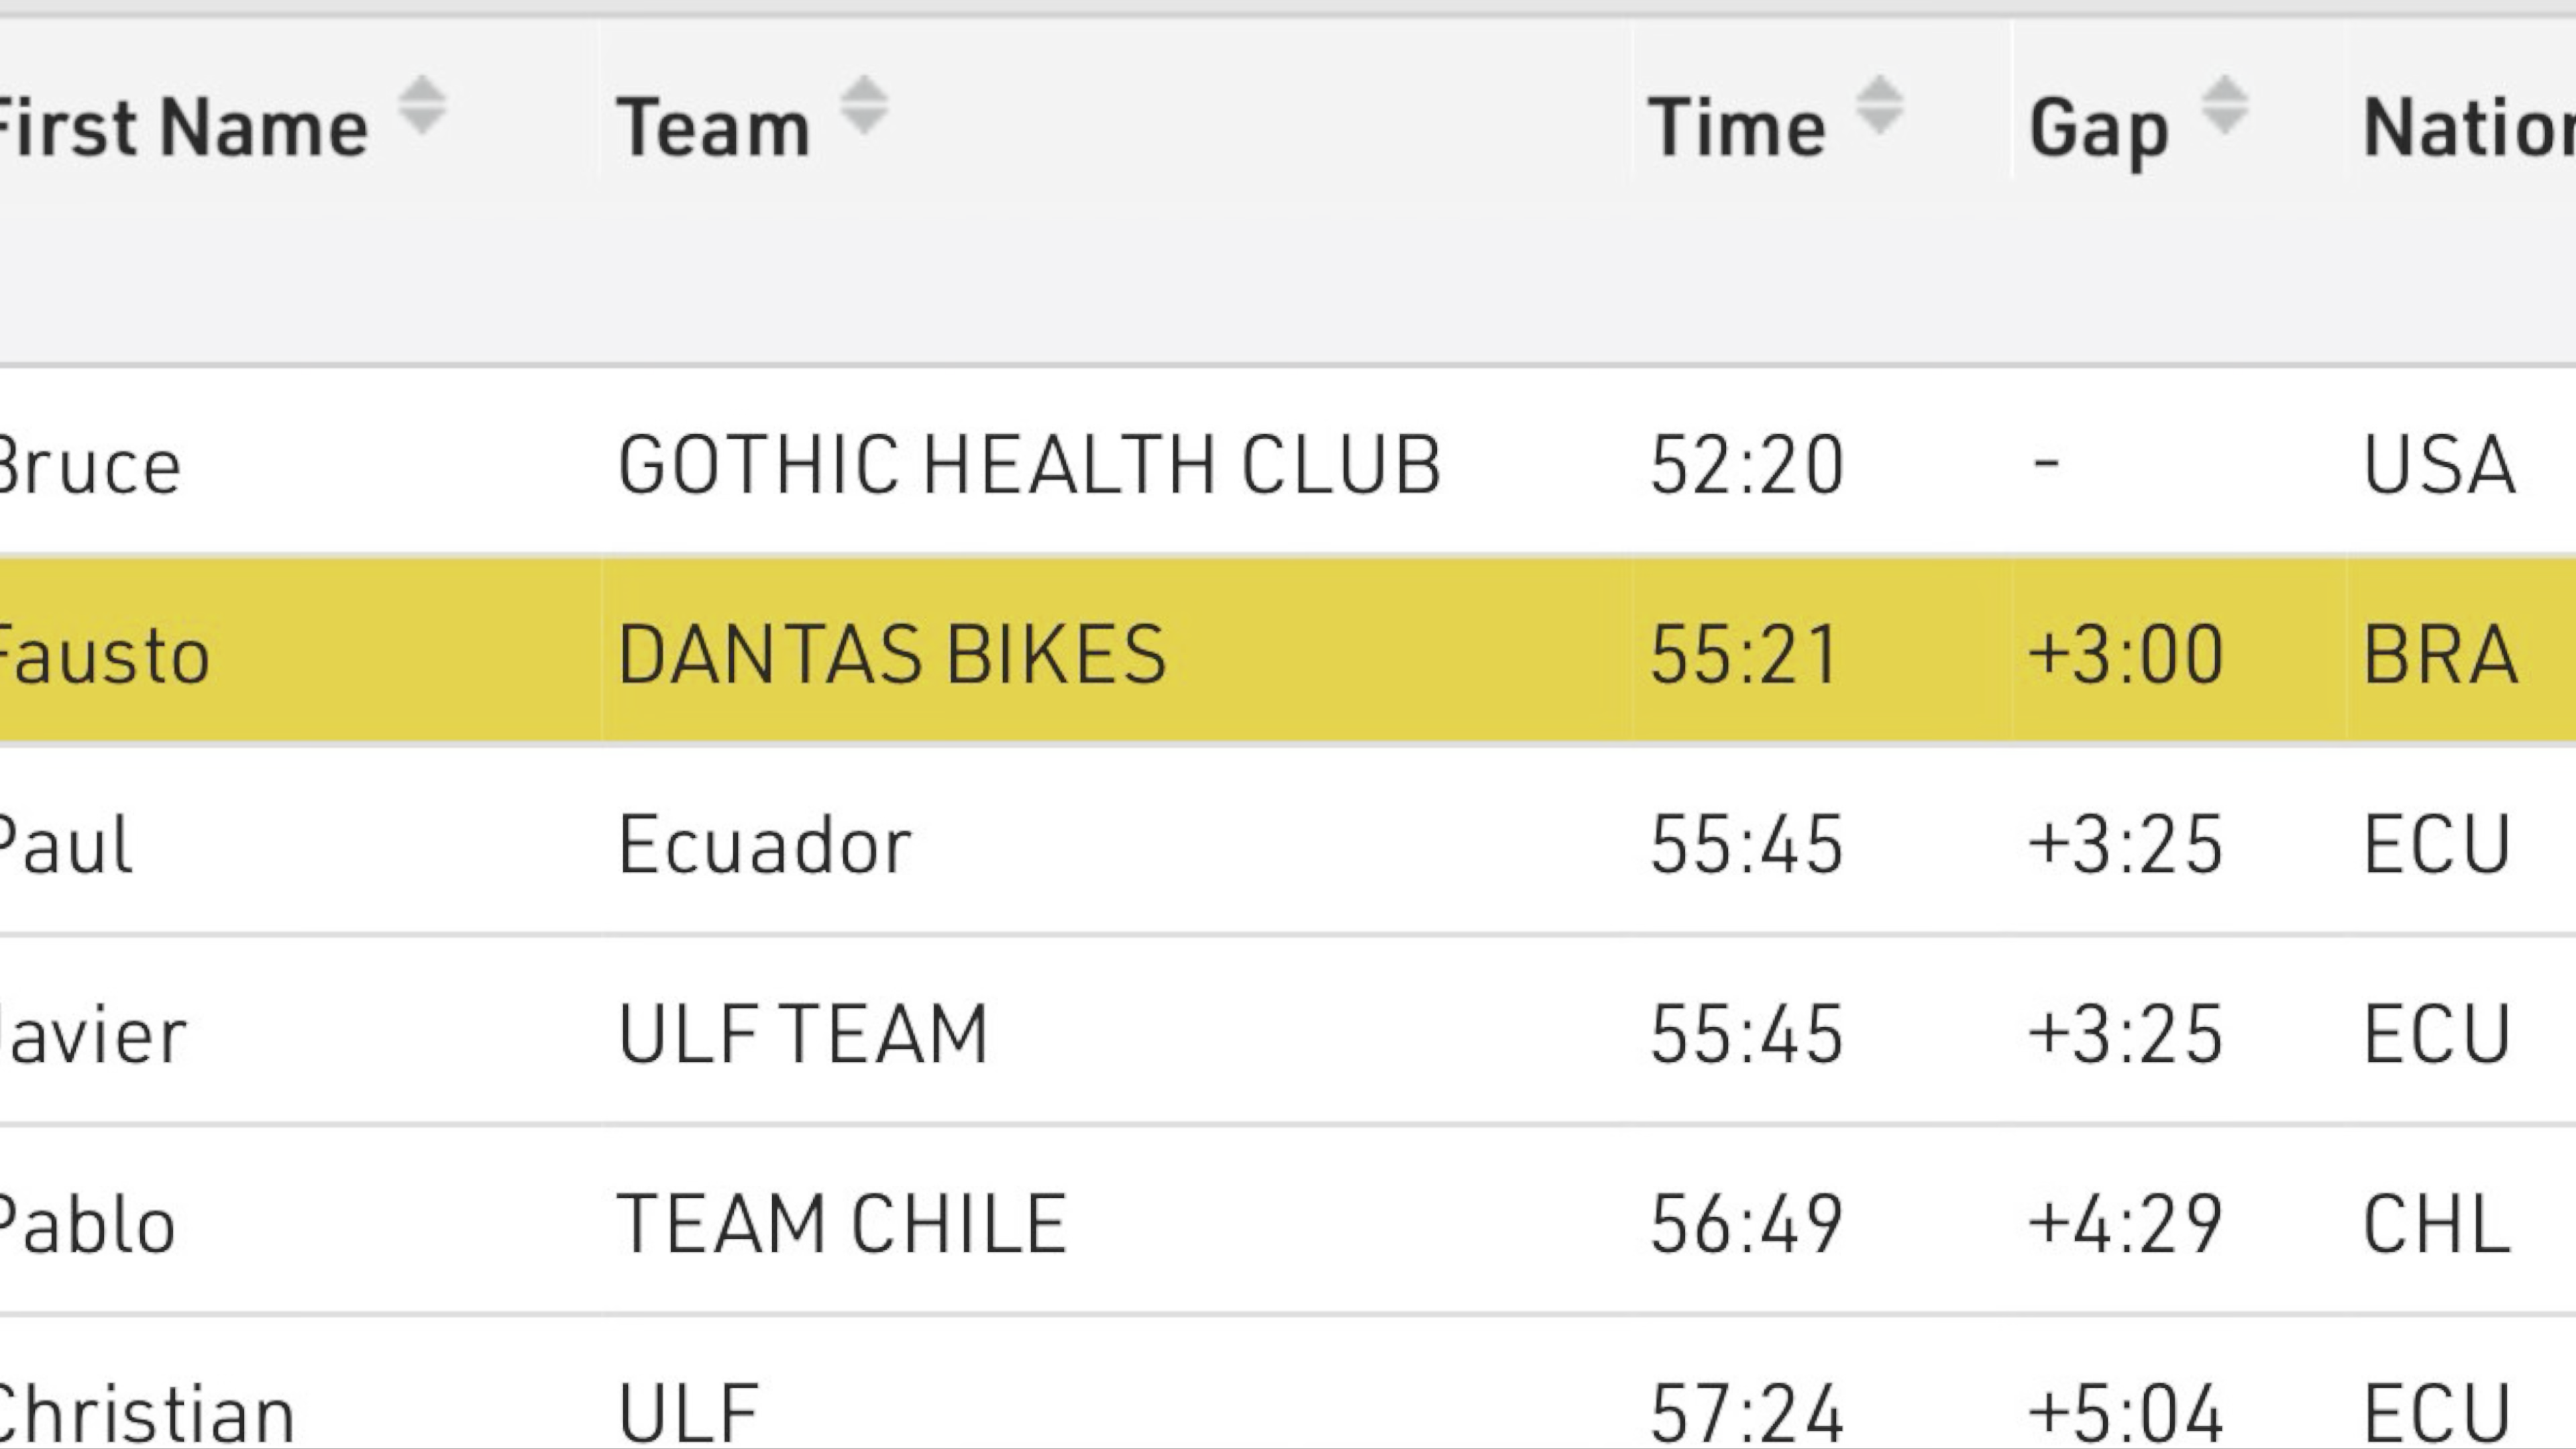 First Name Team Time Gap Nation
Bruce GOTHIC HEALTH CLUB 52:20 - USA
Fausto DANTAS BIKES 55:21 +3:00 BRA
Paul Ecuador 55:45 +3:25 ECU
Javier ULF TEAM 55:45 +3:25 ECU
Pablo TEAM CHILE 56:49 +4:29 CHL
Christian ULF 57:24 +5:04 ECU